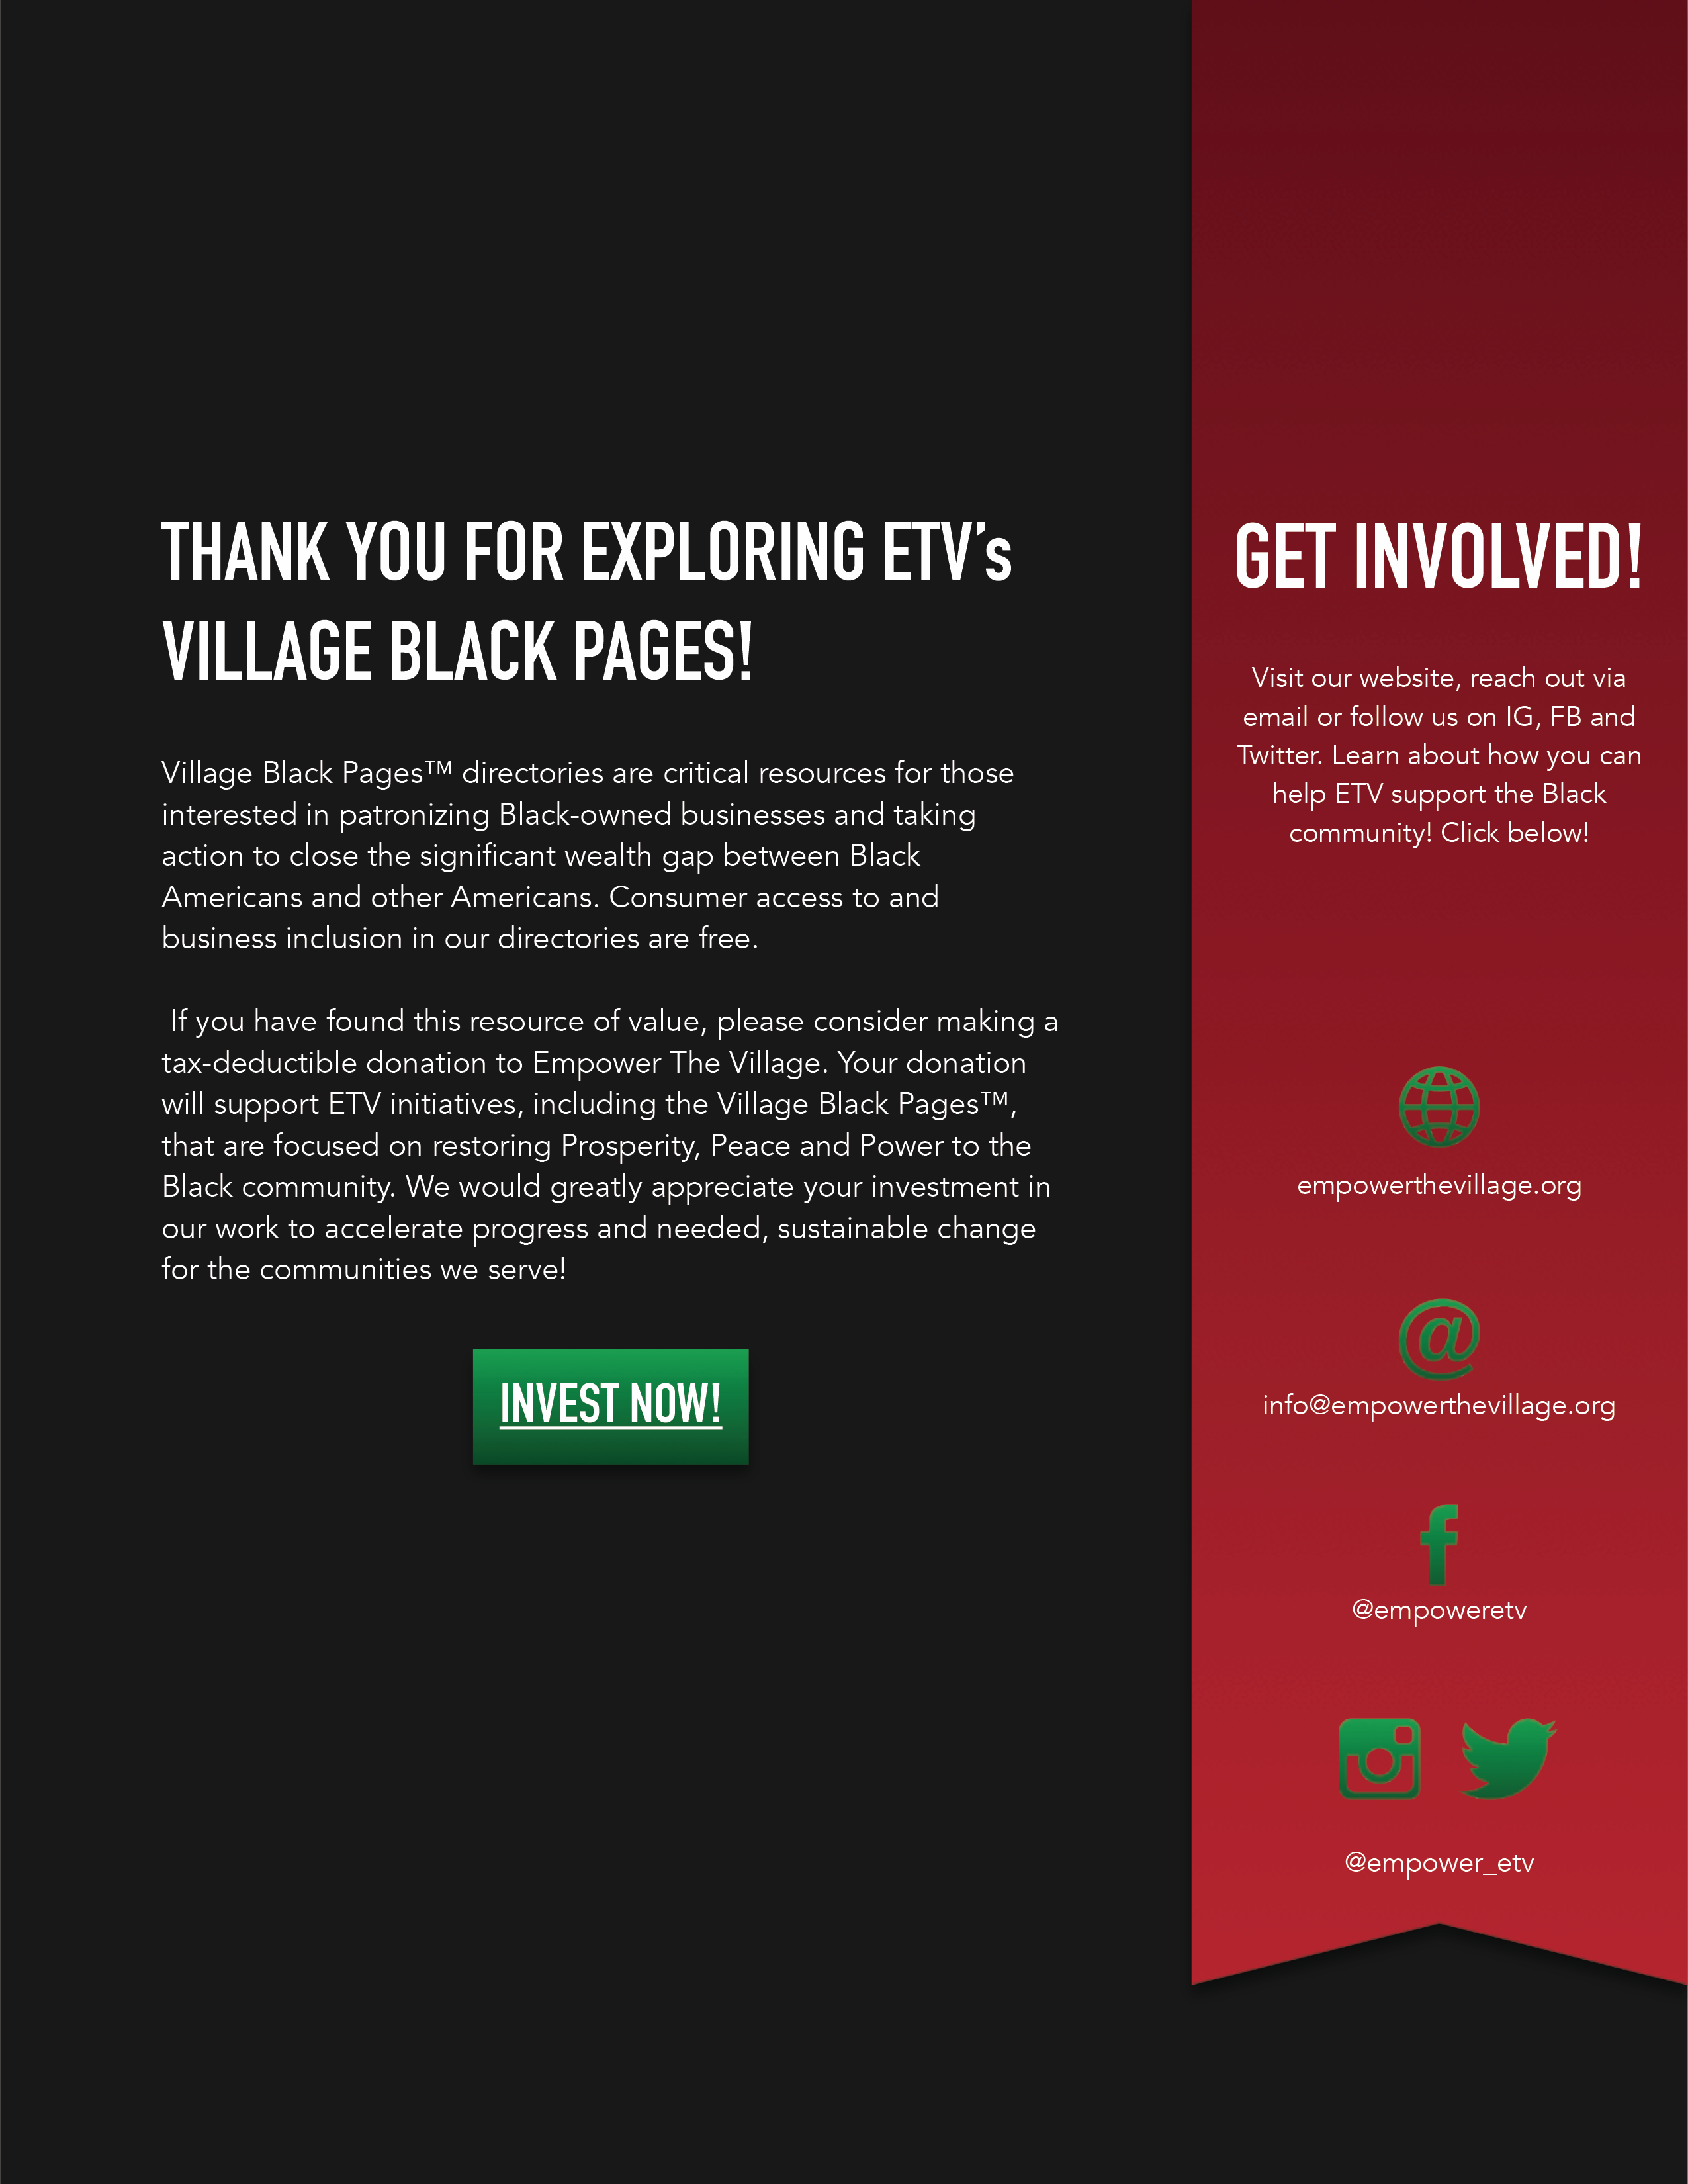 THANK YOU FOR EXPLORING ETV’s
VILLAGE BLACK PAGES!
Village Black Pages™ directories are critical resources for those
interested in patronizing Black-owned businesses and taking
action to close the significant wealth gap between Black
Americans and other Americans. Consumer access to and
business inclusion in our directories are free.
If you have found this resource of value, please consider making a
tax-deductible donation to Empower The Village. Your donation
will support ETV initiatives, including the Village Black Pages™,
that are focused on restoring Prosperity, Peace and Power to the
Black community. We would greatly appreciate your investment in
our work to accelerate progress and needed, sustainable change
for the communities we serve!
INVEST NOW!
GET INVOLVED!
Visit our website, reach out via
email or follow us on IG, FB and
Twitter. Learn about how you can
help ETV support the Black
community! Click below!
empowerthevillage.org
@
info@empowerthevillage.org
f
@empoweretv
@empower_etv